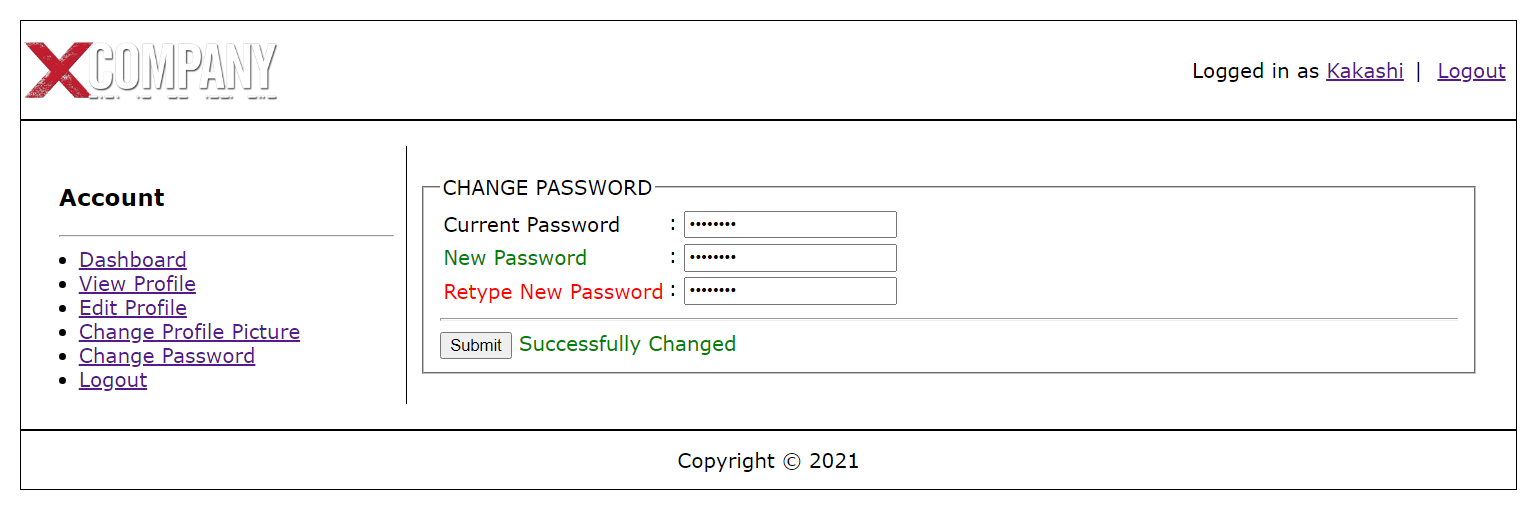 XCOMPANY
Logged in as Kakashi | Logout
Account
Dashboard
View Profile
Edit Profile
Change Profile Picture
Change Password
Logout
CHANGE PASSWORD
Current Password : ••••••••
New Password : ••••••••
Retype New Password : ••••••••
Submit Successfully Changed
Copyright © 2021